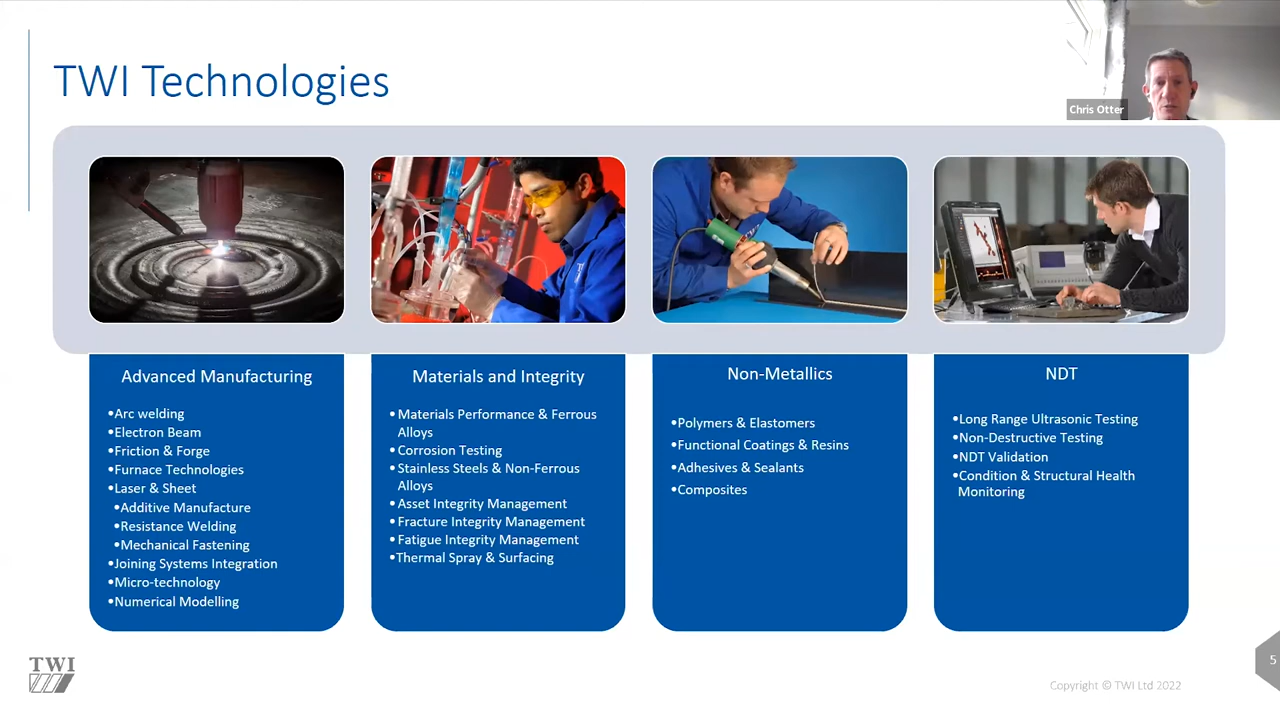 TWI Technologies
Chris Otter
Advanced Manufacturing
•Arc welding
•Electron Beam
•Friction & Forge
•Furnace Technologies
•Laser & Sheet
•Additive Manufacture
•Resistance Welding
•Mechanical Fastening
•Joining Systems Integration
•Micro-technology
•Numerical Modelling
Materials and Integrity
•Materials Performance & Ferrous
Alloys
•Corrosion Testing
•Stainless Steels & Non-Ferrous
Alloys
•Asset Integrity Management
•Fracture Integrity Management
•Fatigue Integrity Management
•Thermal Spray & Surfacing
Non-Metallics
•Polymers & Elastomers
•Functional Coatings & Resins
•Adhesives & Sealants
•Composites
NDT
•Long Range Ultrasonic Testing
•Non-Destructive Testing
•NDT Validation
•Condition & Structural Health
Monitoring
TWI
Copyright © TWI Ltd 2022
5